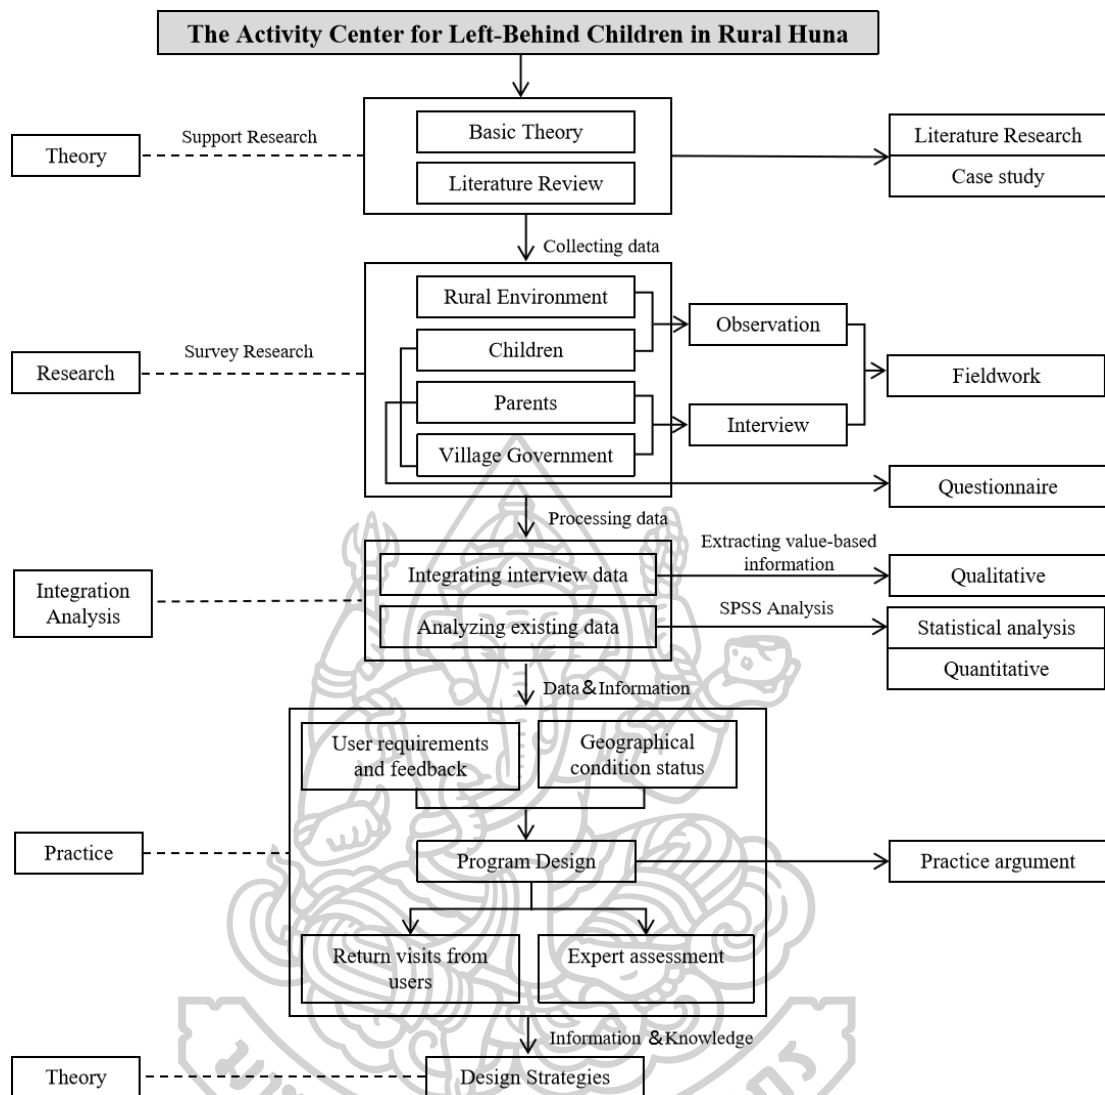 The Activity Center for Left-Behind Children in Rural Huna
Basic Theory
Literature Review
Theory
Support Research
Literature Research
Case study
Collecting data
Rural Environment
Children
Parents
Village Government
Observation
Interview
Research
Survey Research
Fieldwork
Questionnaire
Processing data
Integrating interview data
Analyzing existing data
Integration
Analysis
Extracting value-based
information
Qualitative
SPSS Analysis
Statistical analysis
Quantitative
Data&Information
User requirements
and feedback
Geographical
condition status
Practice
Program Design
Practice argument
Return visits from
users
Expert assessment
Information &Knowledge
Theory
Design Strategies